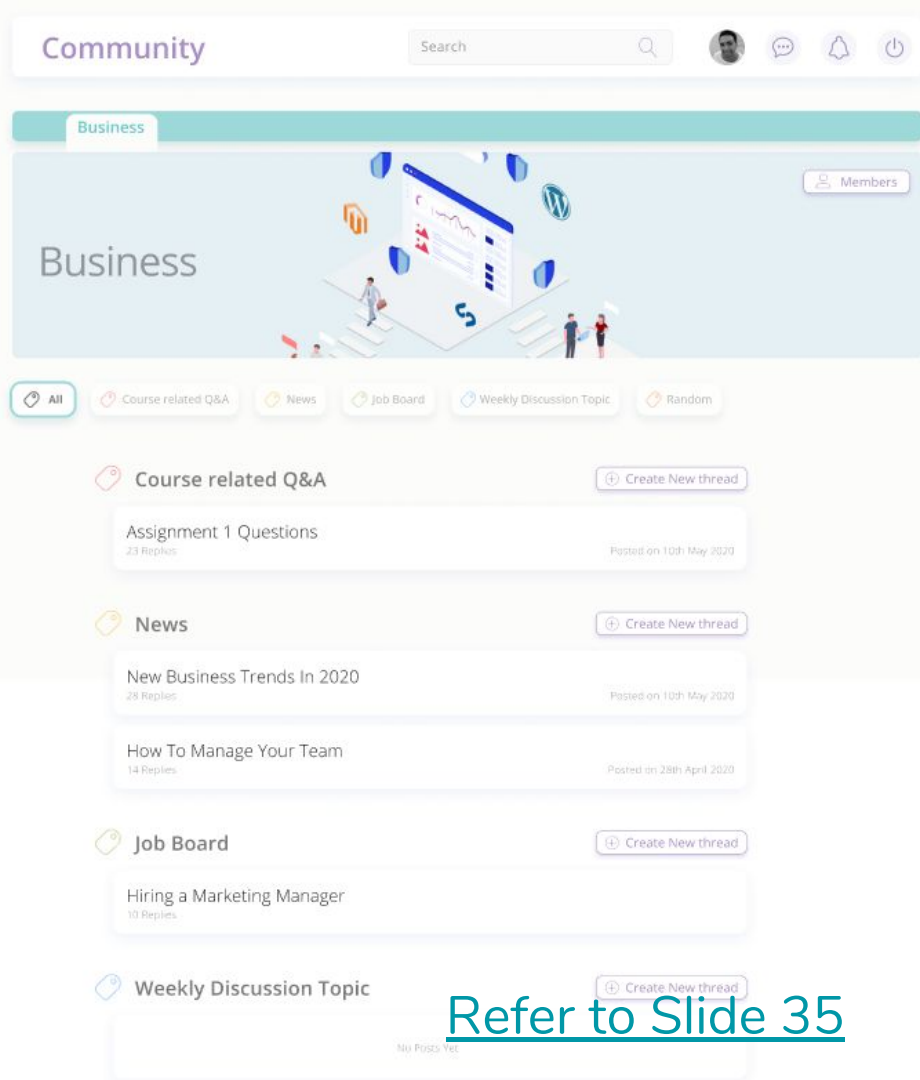 Community
Search
Business
Members
Business
All
Course related Q&A
News
Job Board
Weekly Discussion Topic
Random
Course related Q&A
Create New thread
Assignment 1 Questions
23 Replies
Posted on 10th May 2020
News
Create New thread
New Business Trends In 2020
28 Replies
Posted on 10th May 2020
How To Manage Your Team
14 Replies
Posted on 28th April 2020
Job Board
Create New thread
Hiring a Marketing Manager
10 Replies
Weekly Discussion Topic
Create New thread
Refer to Slide 35
No Posts Yet